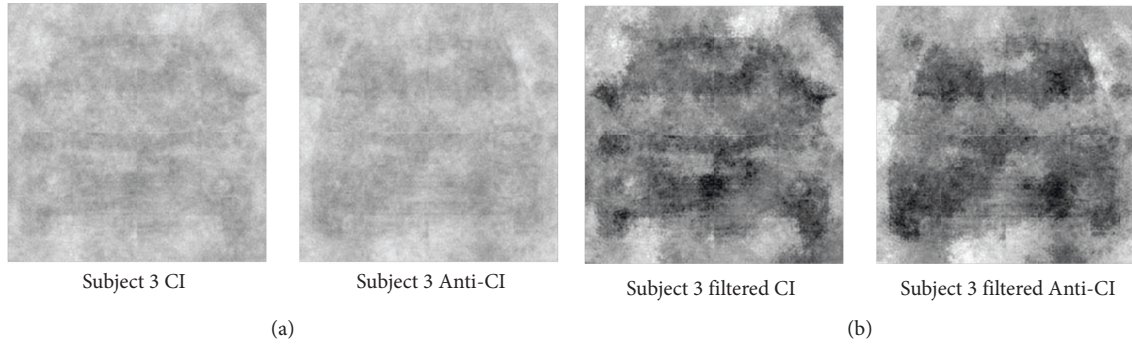 Subject 3 CI
Subject 3 Anti-CI
Subject 3 filtered CI
Subject 3 filtered Anti-CI
(a)
(b)